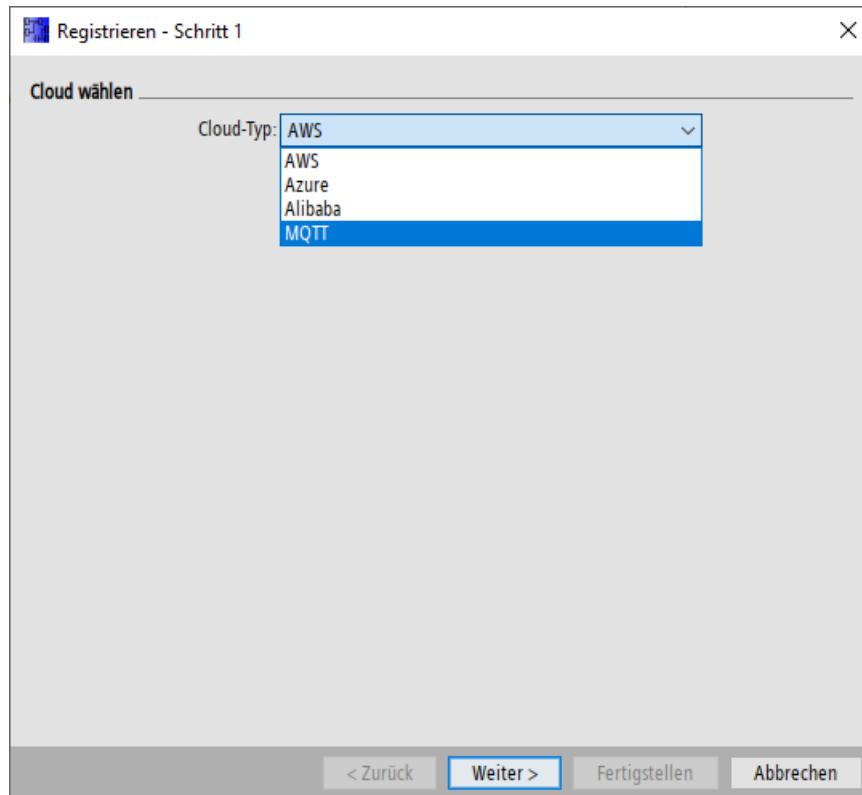 Registrieren - Schritt 1
Cloud wählen
Cloud-Typ: AWS
AWS
Azure
Alibaba
MQTT
< Zurück Weiter > Fertigstellen Abbrechen